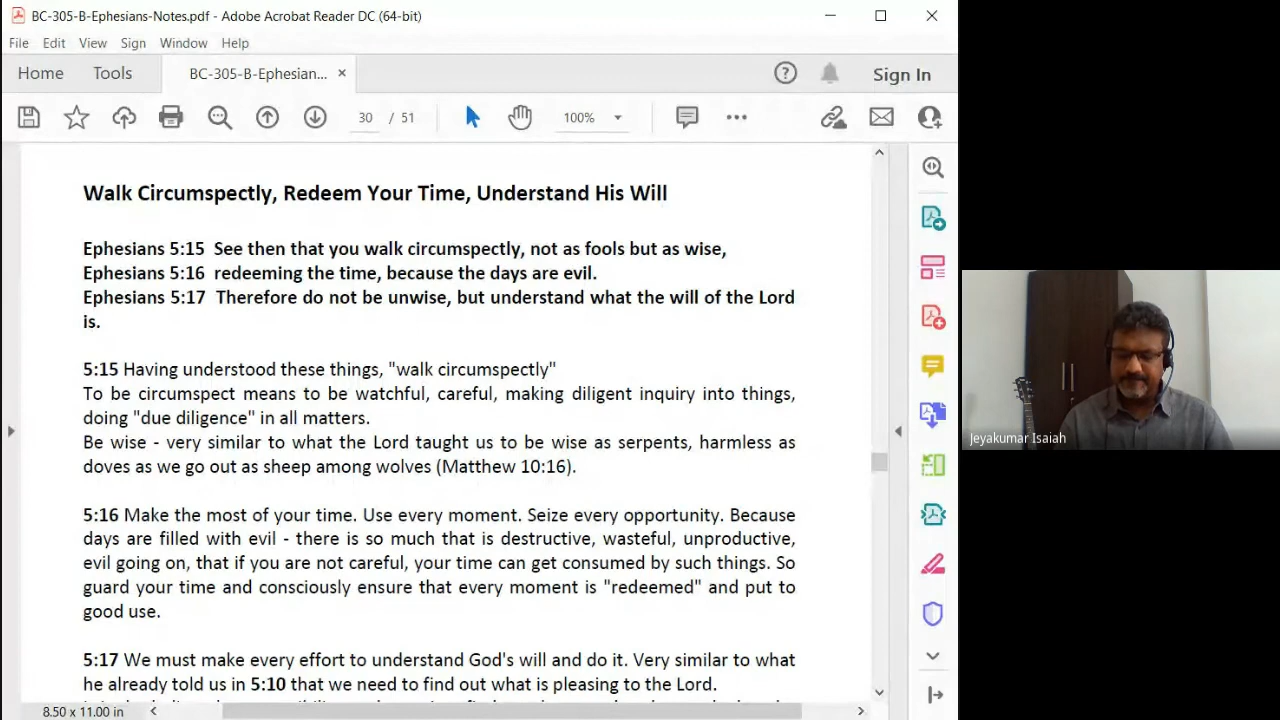 BC-305-B-Ephesians-Notes.pdf - Adobe Acrobat Reader DC (64-bit)
File Edit View Sign Window Help
Home Tools BC-305-B-Ephesian... × Sign In
30 / 51 100%
Walk Circumspectly, Redeem Your Time, Understand His Will
Ephesians 5:15 See then that you walk circumspectly, not as fools but as wise,
Ephesians 5:16 redeeming the time, because the days are evil.
Ephesians 5:17 Therefore do not be unwise, but understand what the will of the Lord
is.
5:15 Having understood these things, "walk circumspectly"
To be circumspect means to be watchful, careful, making diligent inquiry into things,
doing "due diligence" in all matters.
Be wise - very similar to what the Lord taught us to be wise as serpents, harmless as
doves as we go out as sheep among wolves (Matthew 10:16).
5:16 Make the most of your time. Use every moment. Seize every opportunity. Because
days are filled with evil - there is so much that is destructive, wasteful, unproductive,
evil going on, that if you are not careful, your time can get consumed by such things. So
guard your time and consciously ensure that every moment is "redeemed" and put to
good use.
5:17 We must make every effort to understand God's will and do it. Very similar to what
he already told us in 5:10 that we need to find out what is pleasing to the Lord.
8.50 x 11.00 in
Jeyakumar Isaiah